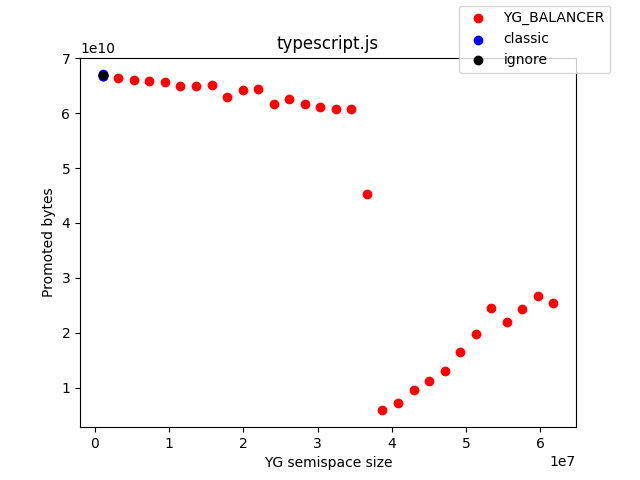 typescript.js
YG_BALANCER
classic
ignore
1e10
7
6
5
4
3
2
1
Promoted bytes
0 1 2 3 4 5 6
1e7
YG semispace size